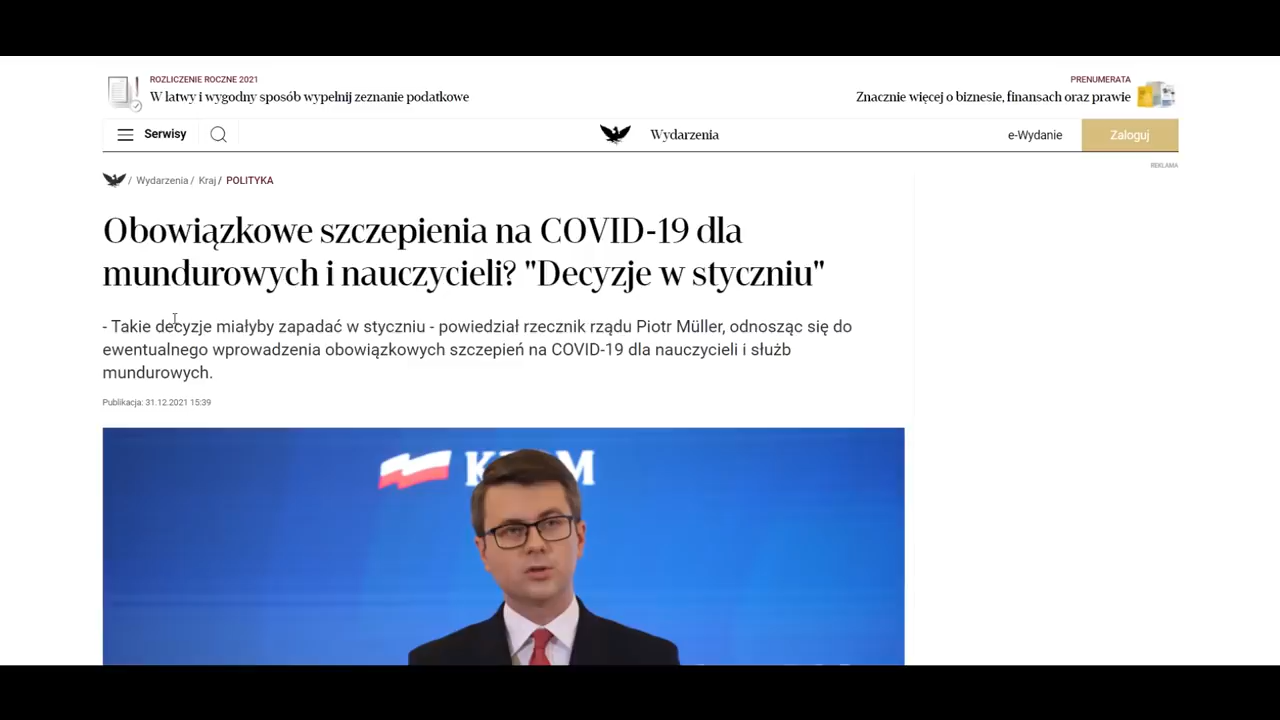 ROZLICZENIE ROCZNE 2021
W łatwy i wygodny sposób wypełnij zeznanie podatkowe
PRENUMERATA
Znacznie więcej o biznesie, finansach oraz prawie
Serwisy
Wydarzenia
e-Wydanie
Zaloguj
REKLAMA
/ Wydarzenia / Kraj / POLITYKA
Obowiązkowe szczepienia na COVID-19 dla
mundurowych i nauczycieli? "Decyzje w styczniu"
- Takie decyzje miałyby zapadać w styczniu - powiedział rzecznik rządu Piotr Müller, odnosząc się do
ewentualnego wprowadzenia obowiązkowych szczepień na COVID-19 dla nauczycieli i służb
mundurowych.
Publikacja: 31.12.2021 15:39